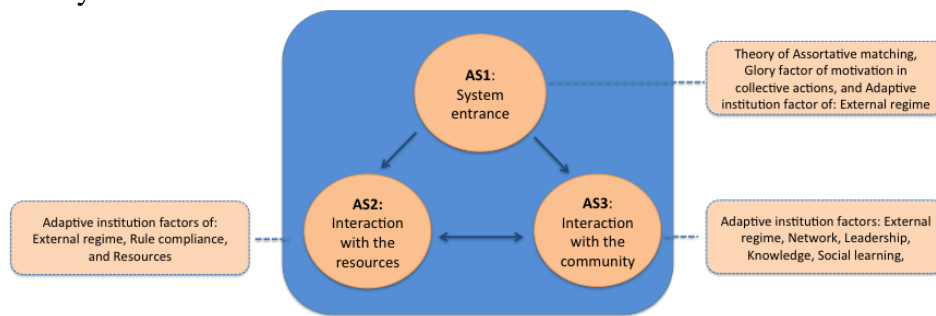 AS1:
System
entrance
Theory of Assortative matching,
Glory factor of motivation in
collective actions, and Adaptive
institution factor of: External regime
AS2:
Interaction
with the
resources
AS3:
Interaction
with the
community
Adaptive institution factors of:
External regime, Rule compliance,
and Resources
Adaptive institution factors: External
regime, Network, Leadership,
Knowledge, Social learning,